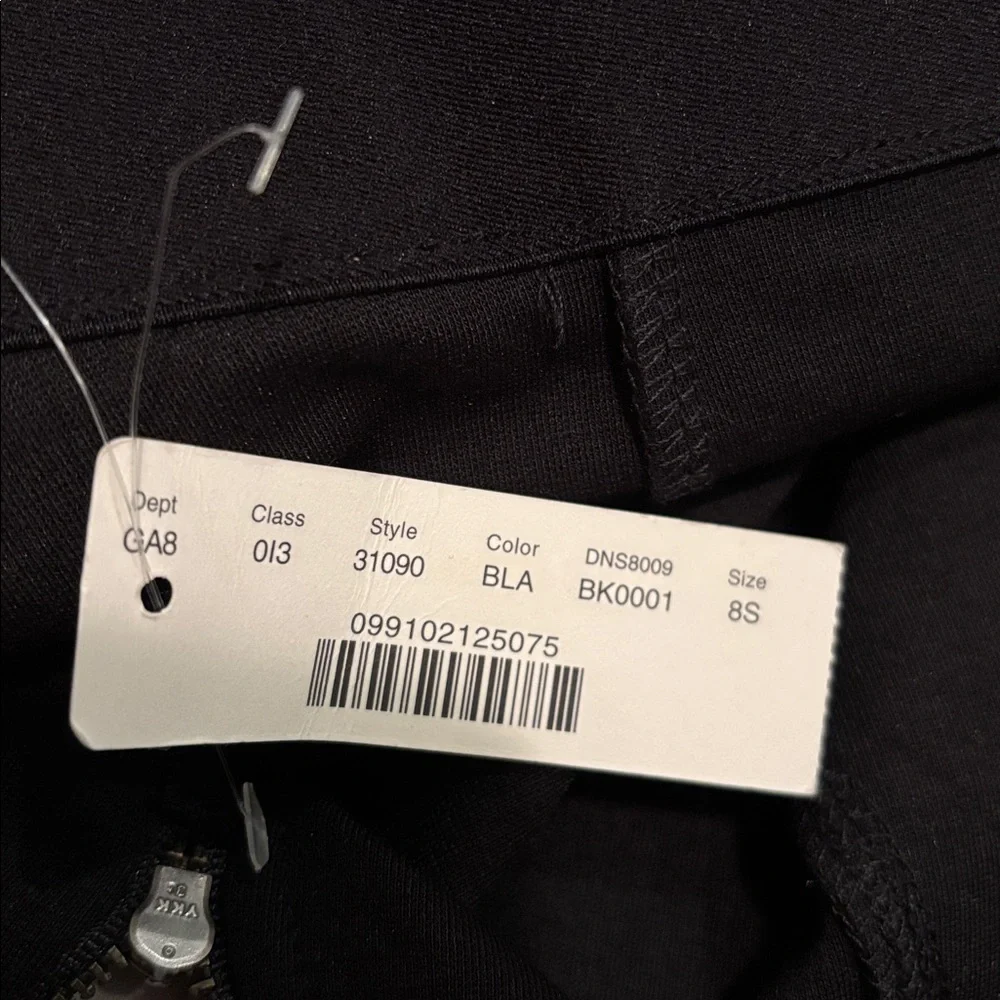 Dept Class Style Color DNS8009 Size
GA8 0I3 31090 BLA BK0001 8S
099102125075
YKK